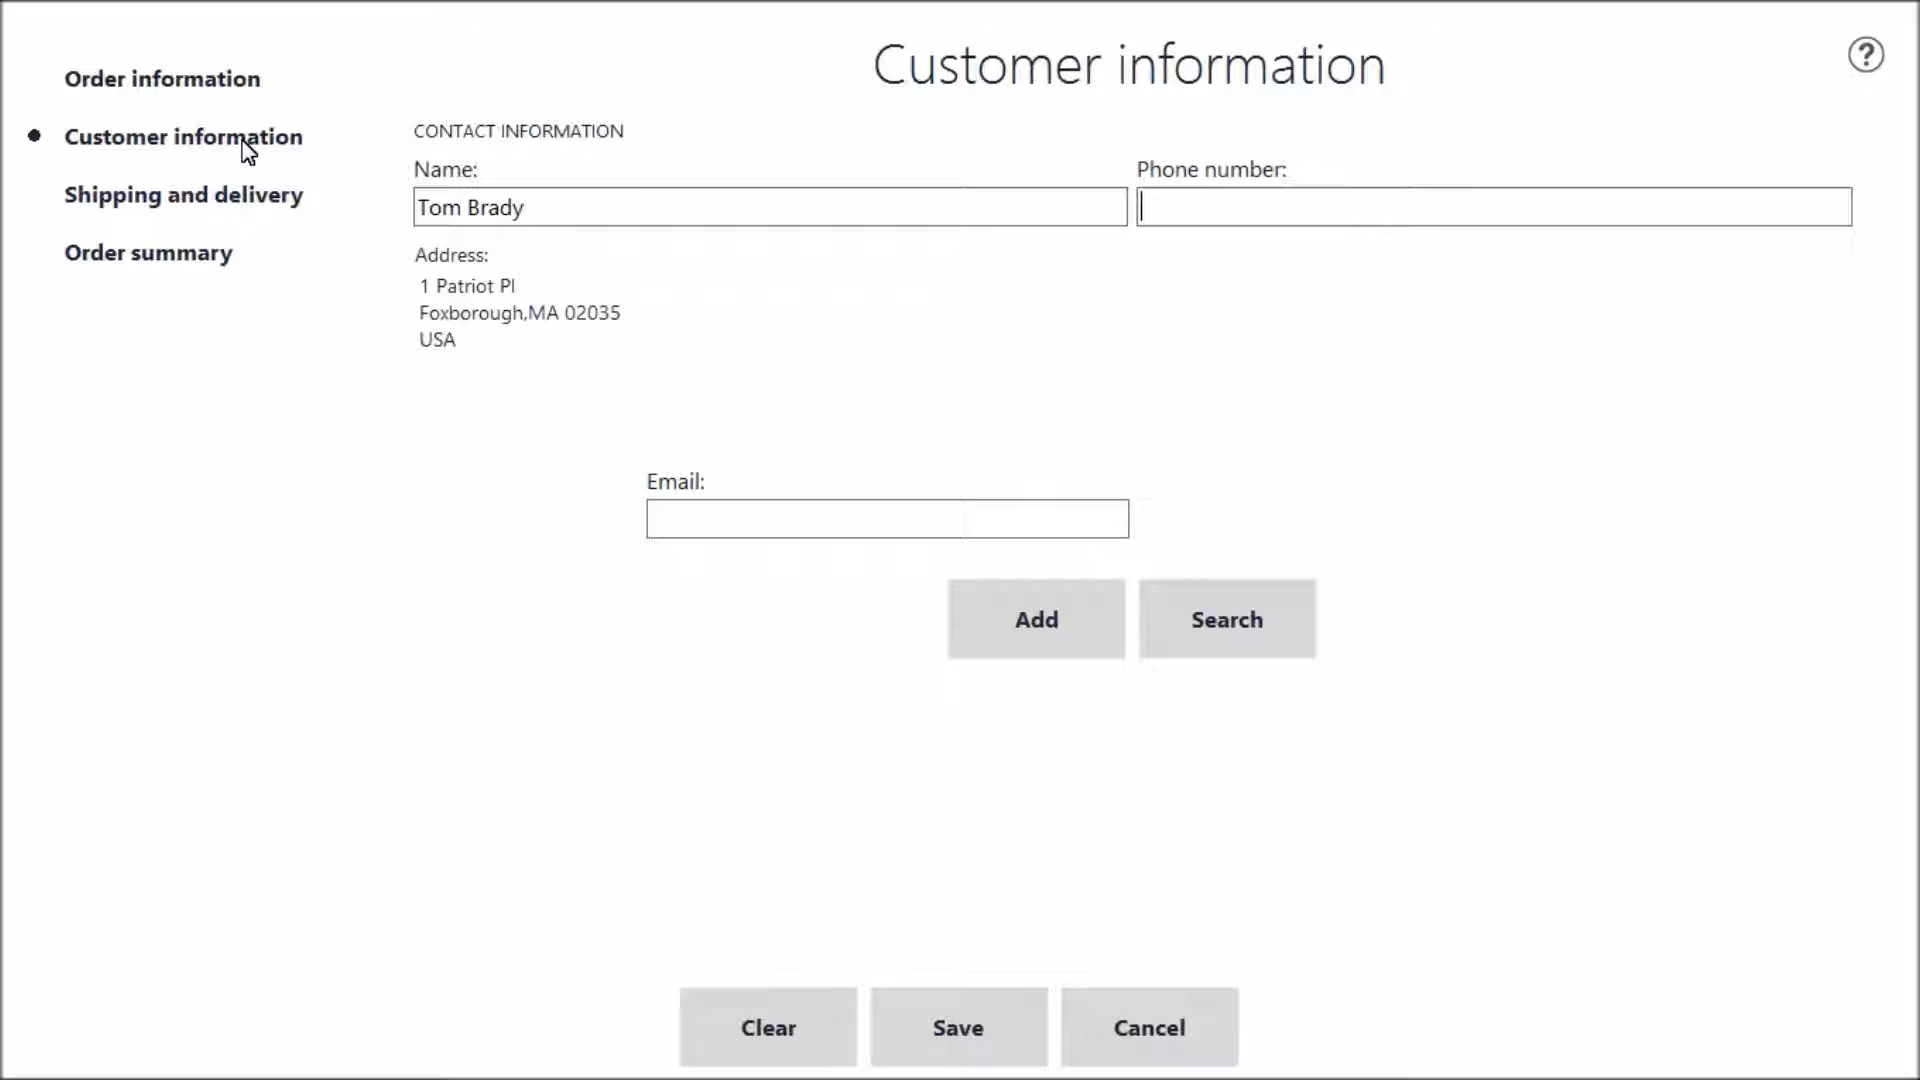 Customer information
?
Order information
Customer information
Shipping and delivery
Order summary
CONTACT INFORMATION
Name:
Phone number:
Tom Brady
Address:
1 Patriot Pl
Foxborough,MA 02035
USA
Email:
Add
Search
Clear
Save
Cancel